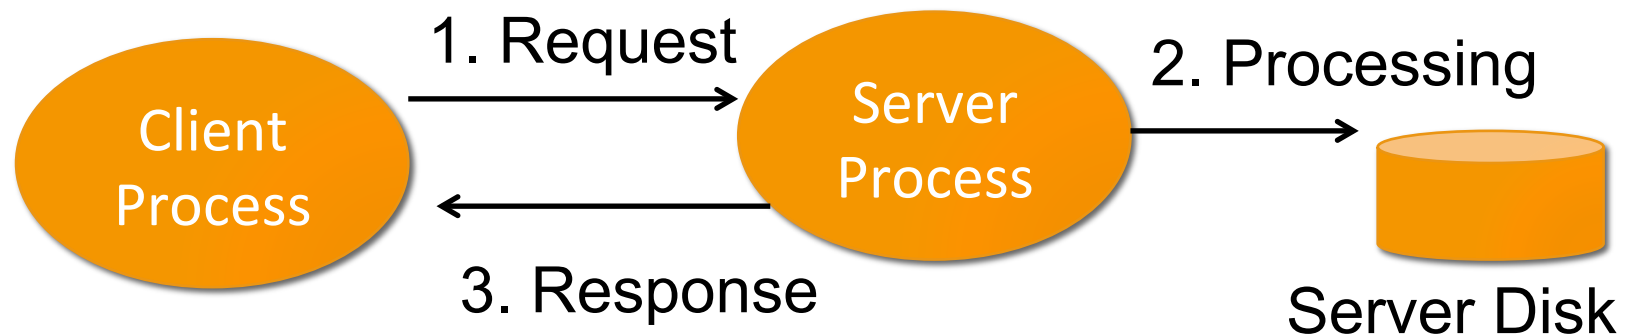 1. Request
Client
Process
Server
Process
2. Processing
3. Response
Server Disk